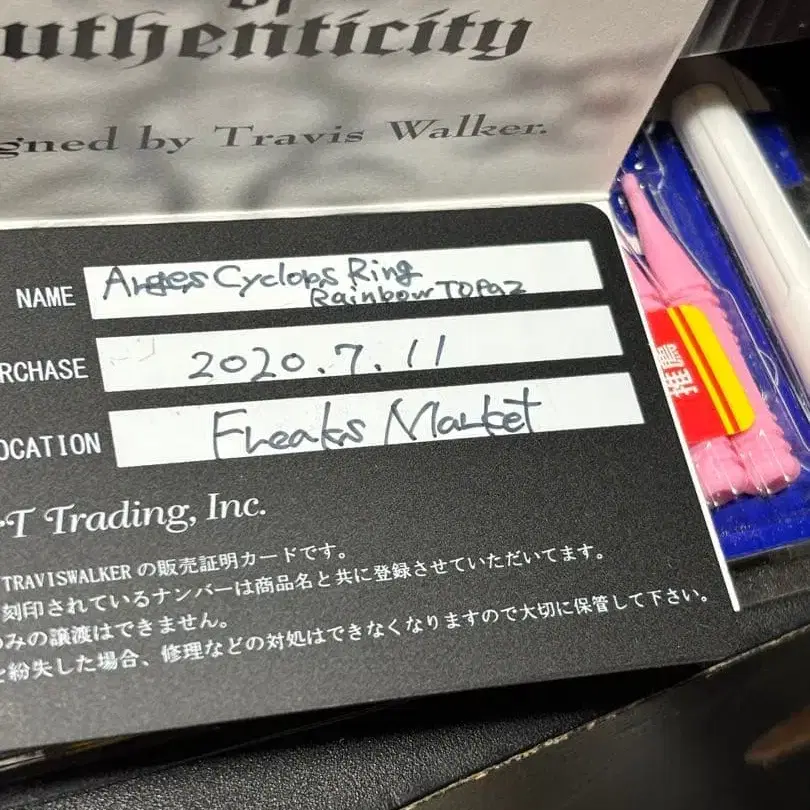 of
uthenticity
gned by Travis Walker.
NAME Arges Cyclops Ring
Rainbow Topaz
RCHASE 2020.7.11
OCATION Freaks Market
T Trading, Inc.
TRAVISWALKER の販売証明カードです。
刻印されているナンバーは商品名と共に登録させていただいてます。
みの譲渡はできません。
紛失した場合、修理などの対処はできなくなりますので大切に保管して下さい。
推薦